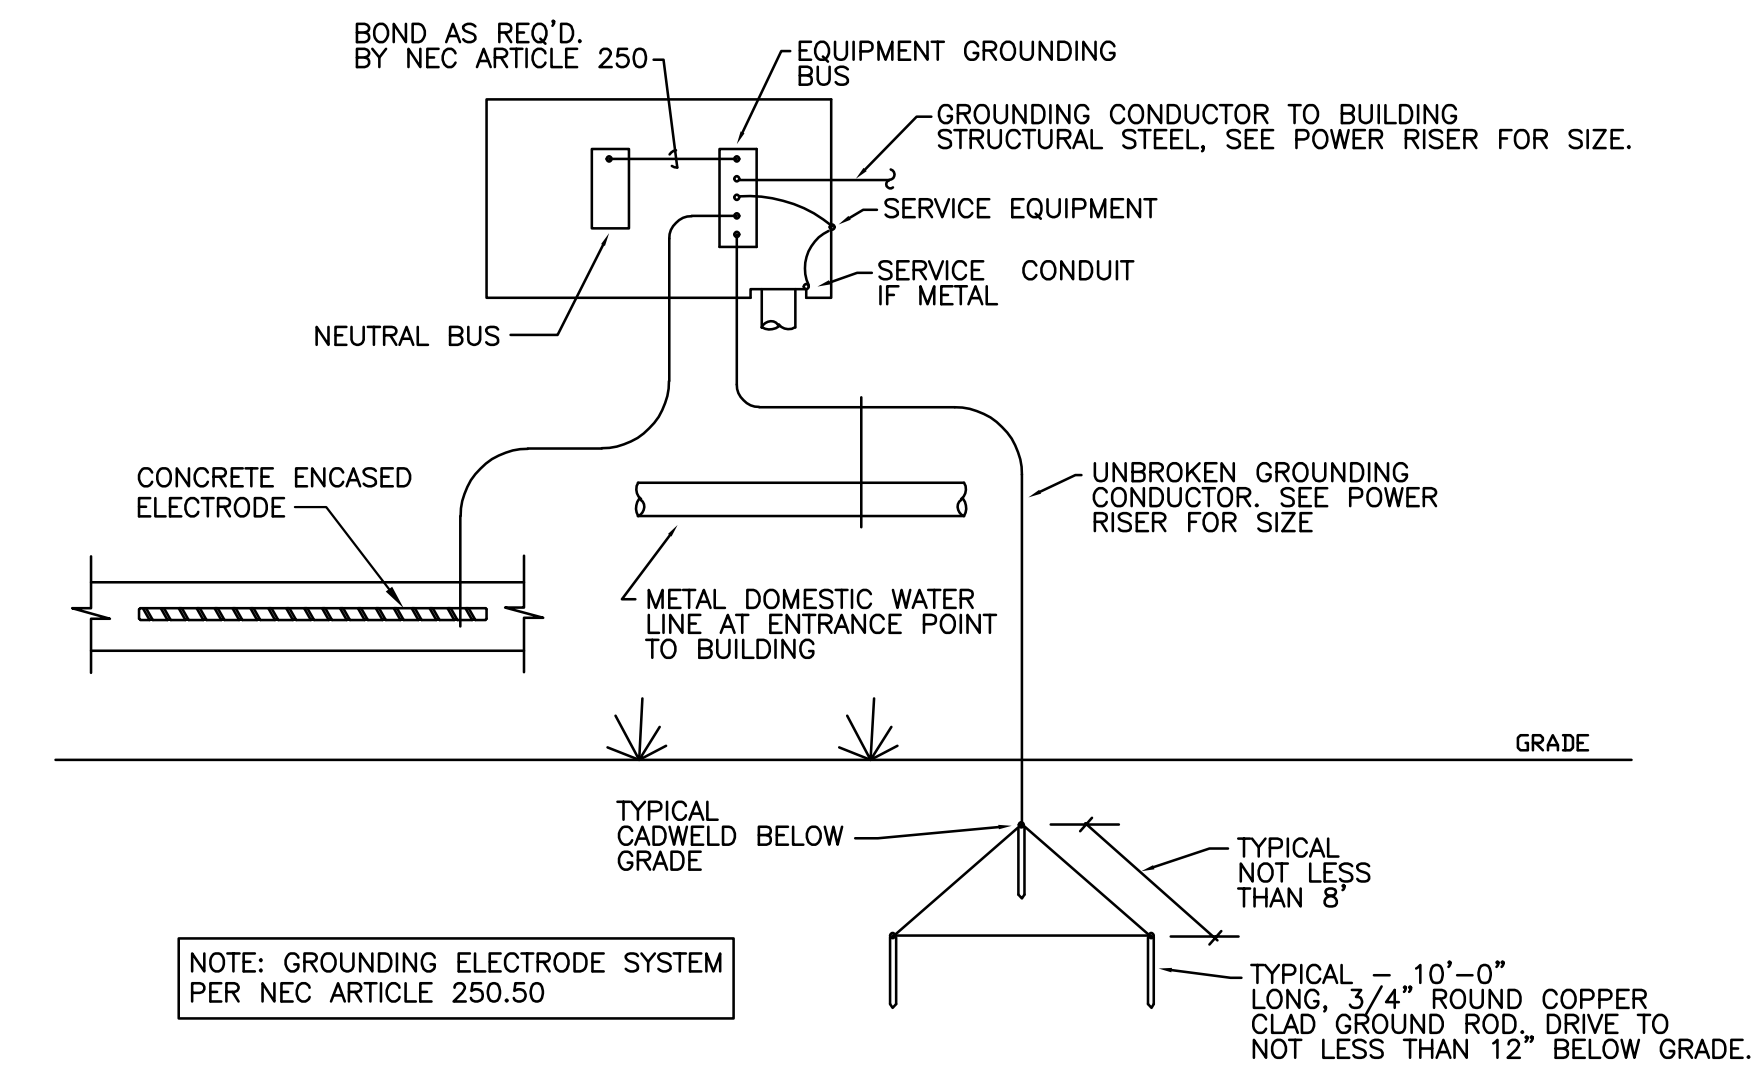 BOND AS REQ'D.
BY NEC ARTICLE 250
EQUIPMENT GROUNDING
BUS
GROUNDING CONDUCTOR TO BUILDING
STRUCTURAL STEEL, SEE POWER RISER FOR SIZE.
SERVICE EQUIPMENT
SERVICE CONDUIT
IF METAL
NEUTRAL BUS
CONCRETE ENCASED
ELECTRODE
UNBROKEN GROUNDING
CONDUCTOR. SEE POWER
RISER FOR SIZE
METAL DOMESTIC WATER
LINE AT ENTRANCE POINT
TO BUILDING
GRADE
TYPICAL
CADWELD BELOW
GRADE
TYPICAL
NOT LESS
THAN 8'
NOTE: GROUNDING ELECTRODE SYSTEM
PER NEC ARTICLE 250.50
TYPICAL - 10'-0"
LONG, 3/4" ROUND COPPER
CLAD GROUND ROD. DRIVE TO
NOT LESS THAN 12" BELOW GRADE.